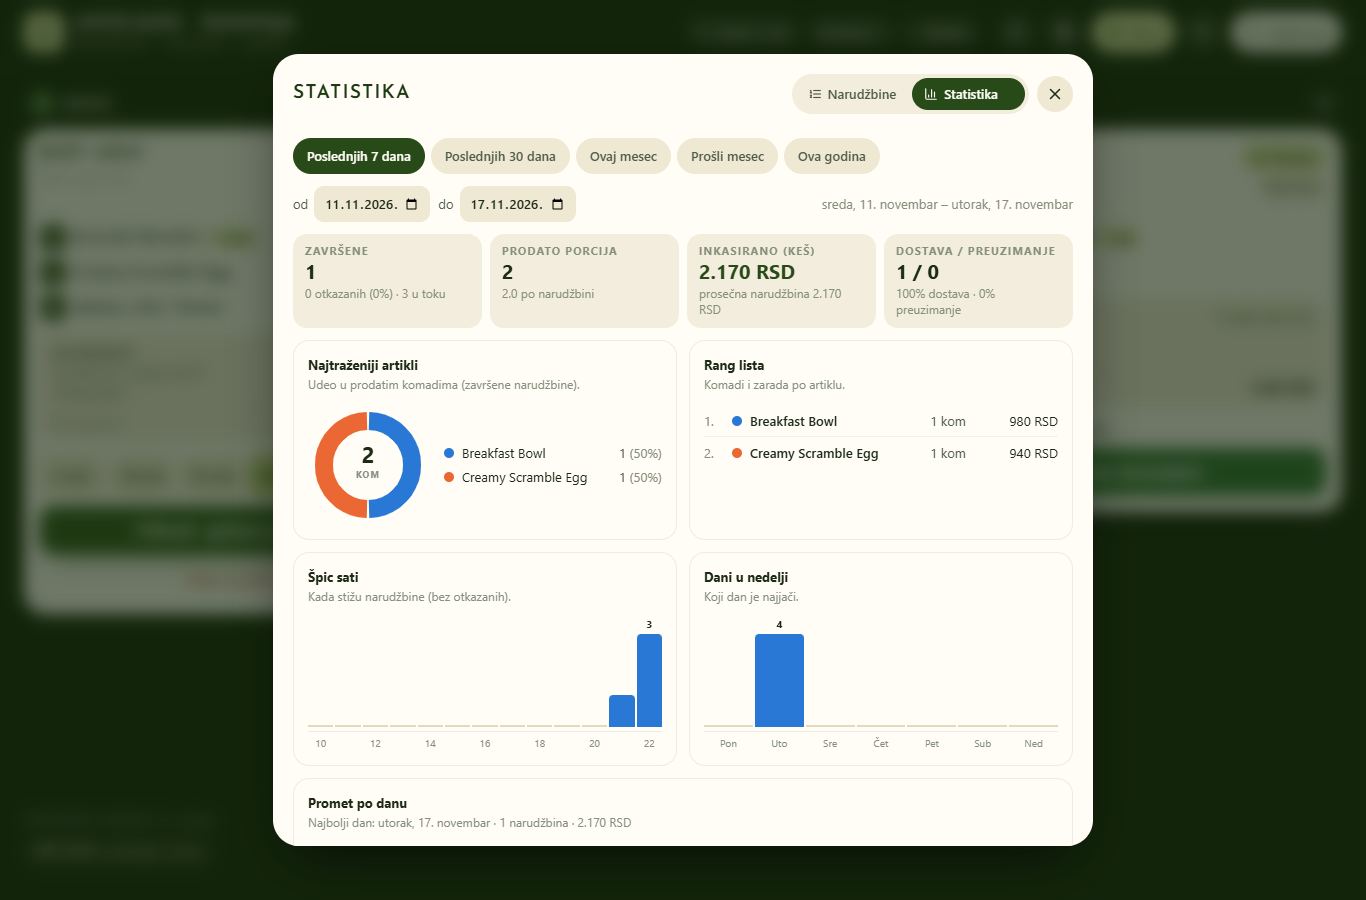 STATISTIKA
Narudžbine
Statistika
Poslednjih 7 dana
Poslednjih 30 dana
Ovaj mesec
Prošli mesec
Ova godina
od 11.11.2026. do 17.11.2026.
sreda, 11. novembar – utorak, 17. novembar
ZAVRŠENE
1
0 otkazanih (0%) · 3 u toku
PRODATO PORCIJA
2
2.0 po narudžbini
INKASIRANO (KEŠ)
2.170 RSD
prosečna narudžbina 2.170
RSD
DOSTAVA / PREUZIMANJE
1 / 0
100% dostava · 0%
preuzimanje
Najtraženiji artikli
Udeo u prodatim komadima (završene narudžbine).
2
KOM
Breakfast Bowl 1 (50%)
Creamy Scramble Egg 1 (50%)
Rang lista
Komadi i zarada po artiklu.
1. Breakfast Bowl 1 kom 980 RSD
2. Creamy Scramble Egg 1 kom 940 RSD
Špic sati
Kada stižu narudžbine (bez otkazanih).
3
10 12 14 16 18 20 22
Dani u nedelji
Koji dan je najjači.
4
Pon Uto Sre Čet Pet Sub Ned
Promet po danu
Najbolji dan: utorak, 17. novembar · 1 narudžbina · 2.170 RSD